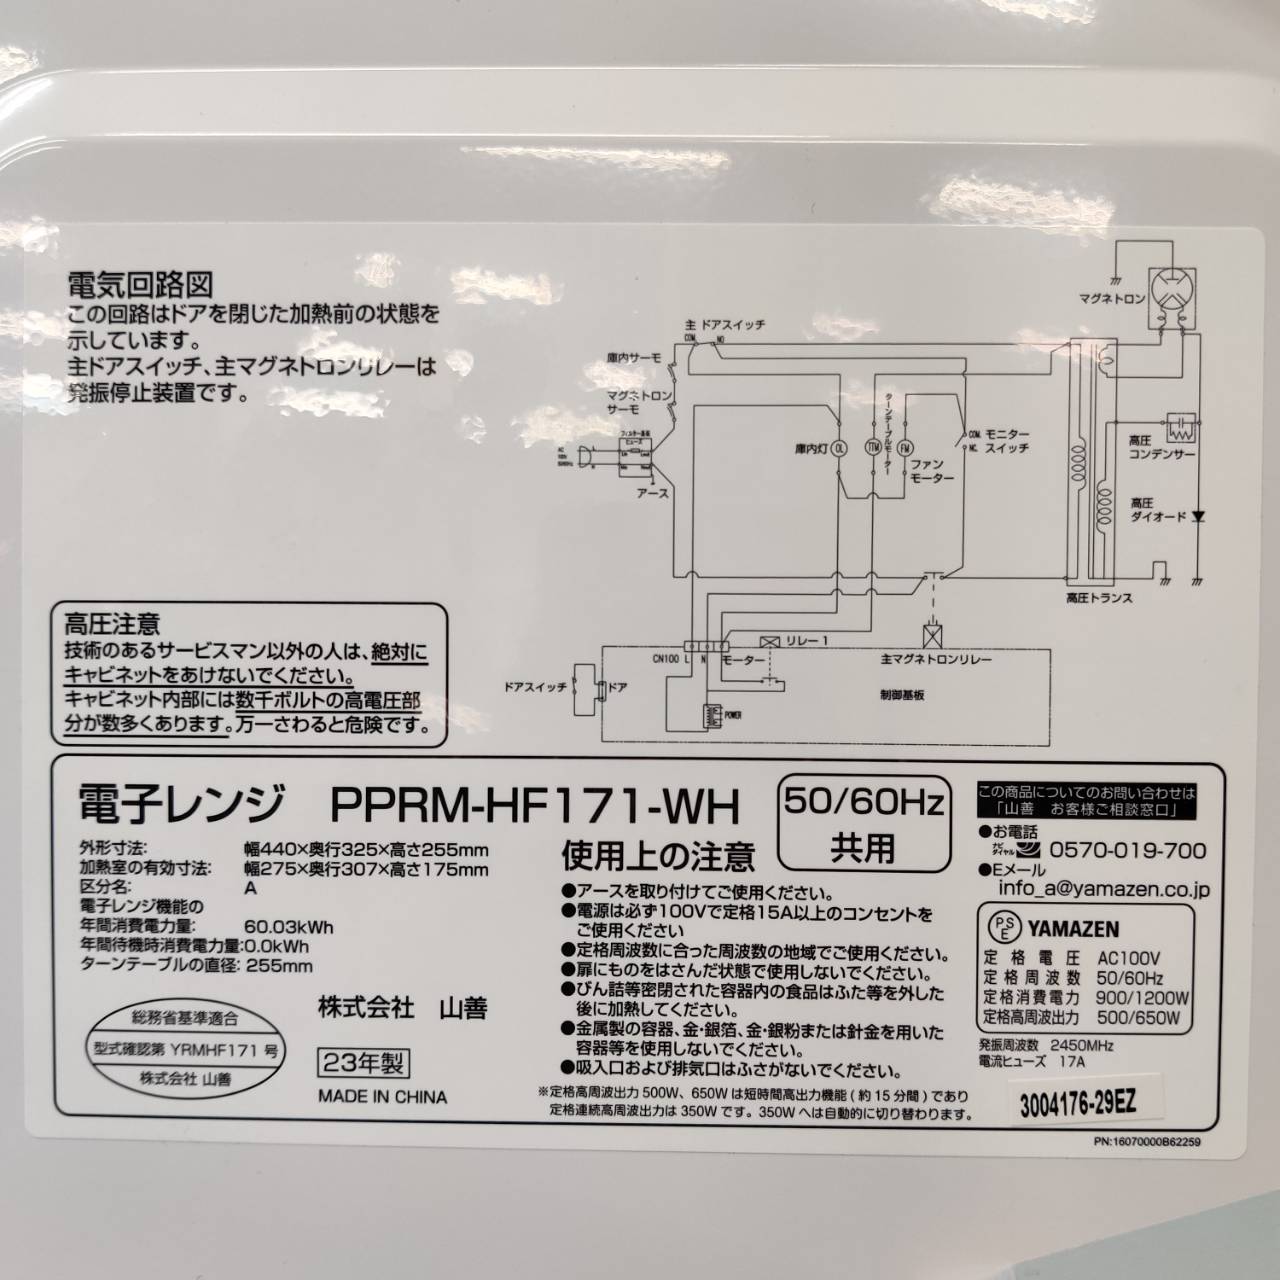 電気回路図
この回路はドアを閉じた加熱前の状態を
示しています。
主ドアスイッチ、主マグネトロンリレーは
発振停止装置です。
マグネトロン
主 ドアスイッチ
COM. NO
庫内サーモ
マグネトロン
サーモ
フィルター基板
ヒューズ
AC
100V
50/60Hz
L
N
Lin Lout
Nin Nout
アース
庫内灯
OL
TTM
ターンテーブルモーター
FM
ファン
モーター
COM. モニター
NC. スイッチ
高圧
コンデンサー
高圧
ダイオード
高圧トランス
CN100 L N モーター
リレー1
主マグネトロンリレー
制御基板
ドアスイッチ
ドア
POWER
高圧注意
技術のあるサービスマン以外の人は、絶対に
キャビネットをあけないでください。
キャビネット内部には数千ボルトの高電圧部
分が数多くあります。万一さわると危険です。
電子レンジ PPRM-HF171-WH
50/60Hz
共用
外形寸法: 幅440×奥行325×高さ255mm
加熱室の有効寸法: 幅275×奥行307×高さ175mm
区分名: A
電子レンジ機能の
年間消費電力量: 60.03kWh
年間待機時消費電力量:0.0kWh
ターンテーブルの直径: 255mm
総務省基準適合
型式確認第 YRMHF171 号
株式会社 山善
株式会社 山善
23年製
MADE IN CHINA
使用上の注意
●アースを取り付けてご使用ください。
●電源は必ず100Vで定格15A以上のコンセントを
ご使用ください
●定格周波数に合った周波数の地域でご使用ください。
●扉にものをはさんだ状態で使用しないでください。
●びん詰等密閉された容器内の食品はふた等を外した
後に加熱してください。
●金属製の容器、金・銀箔、金・銀粉または針金を用いた
容器等を使用しないでください。
●吸入口および排気口はふさがないでください。
※定格高周波出力 500W、650W は短時間高出力機能 ( 約 15 分間 ) であり
定格連続高周波出力は 350W です。350W へは自動的に切り替わります。
この商品についてのお問い合わせは
「山善 お客様ご相談窓口」
●お電話
ナビダイヤル 0570-019-700
●Eメール
info_a@yamazen.co.jp
PSE YAMAZEN
定格電圧 AC100V
定格周波数 50/60Hz
定格消費電力 900/1200W
定格高周波出力 500/650W
発振周波数 2450MHz
電流ヒューズ 17A
3004176-29EZ
PN:16070000B62259